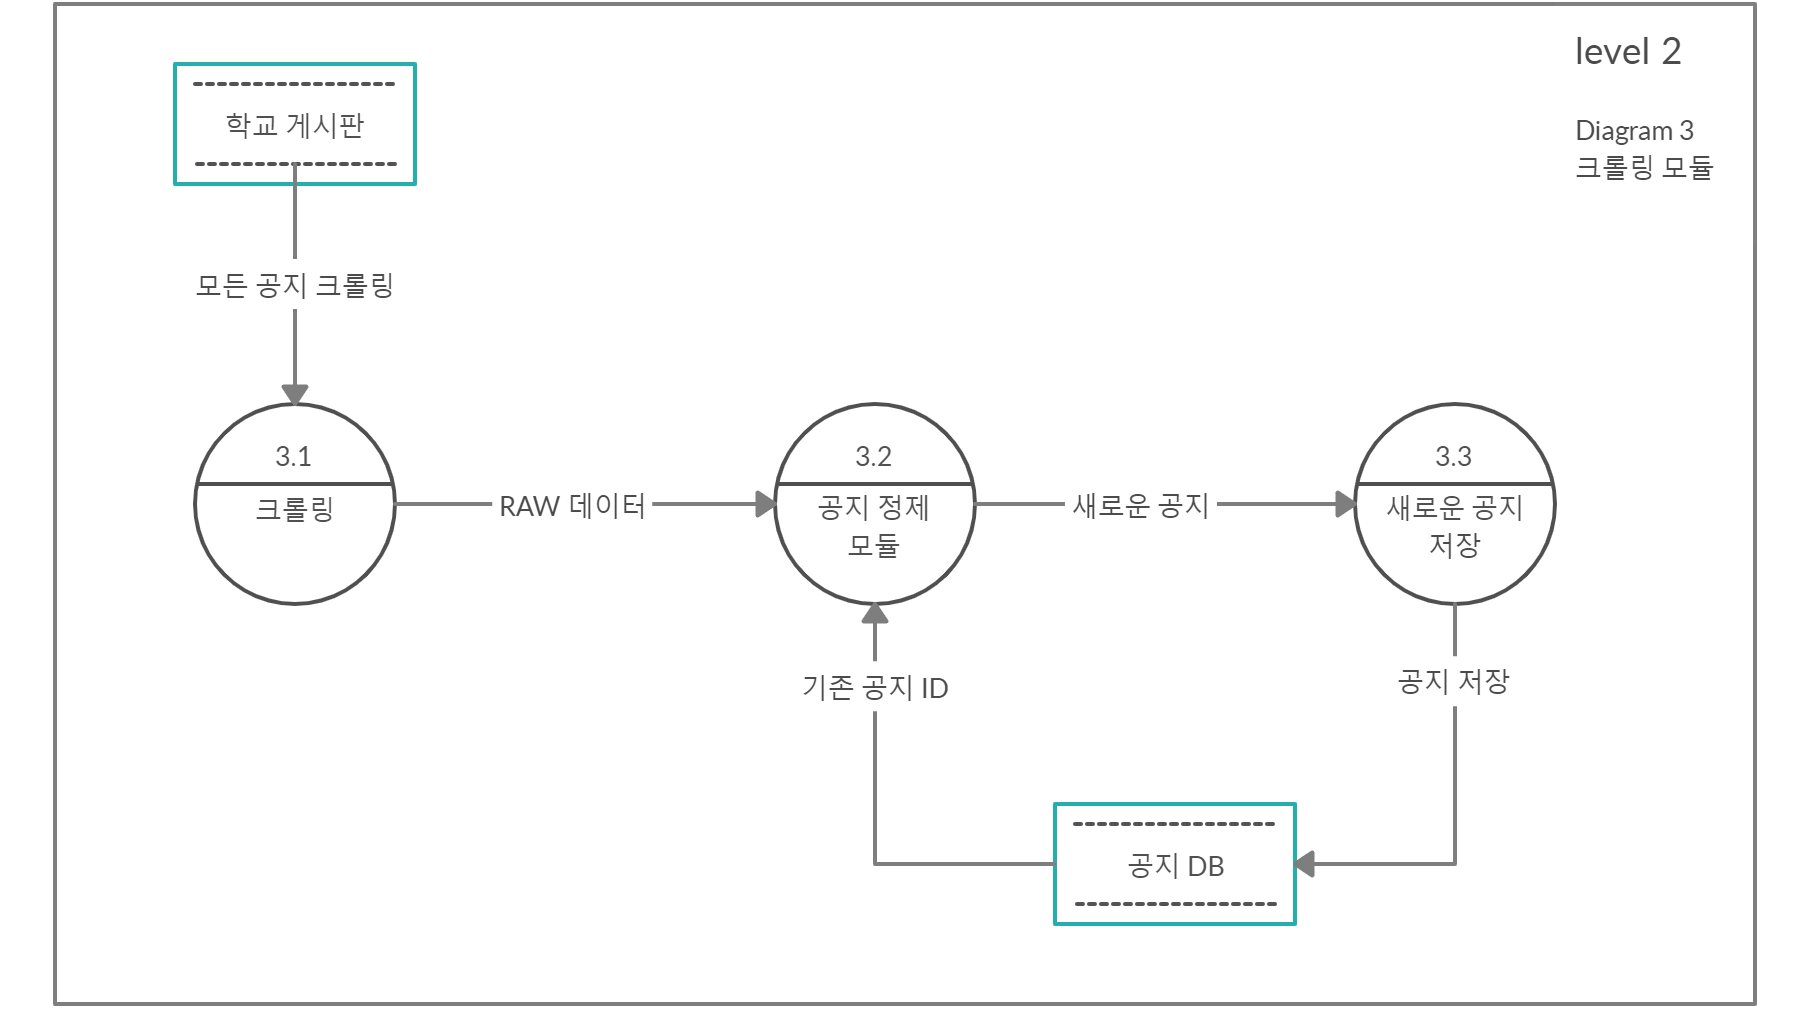 level 2
Diagram 3
크롤링 모듈
학교 게시판
모든 공지 크롤링
3.1
크롤링
RAW 데이터
3.2
공지 정제
모듈
새로운 공지
3.3
새로운 공지
저장
기존 공지 ID
공지 저장
공지 DB